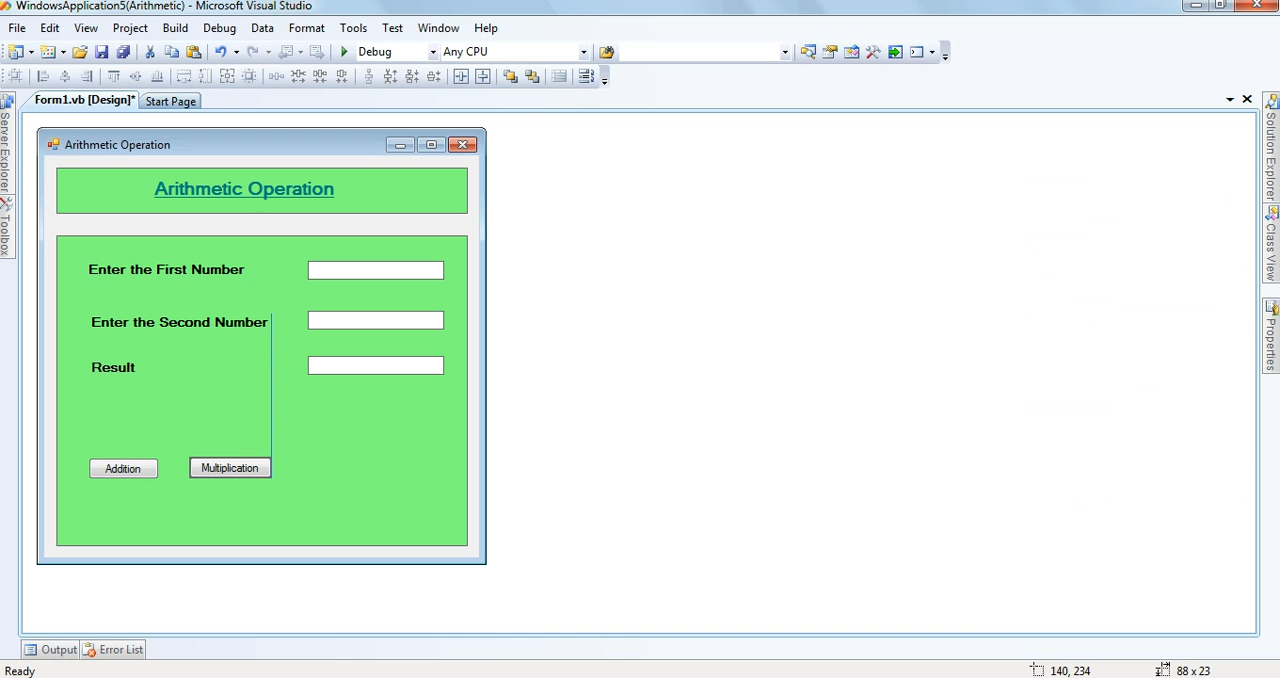 WindowsApplication5(Arithmetic) - Microsoft Visual Studio
File Edit View Project Build Debug Data Format Tools Test Window Help
Debug Any CPU
Form1.vb [Design]* Start Page
Server Explorer
Toolbox
Arithmetic Operation
Arithmetic Operation
Enter the First Number
Enter the Second Number
Result
Addition Multiplication
Solution Explorer
Class View
Properties
Output Error List
Ready 140, 234 88 x 23